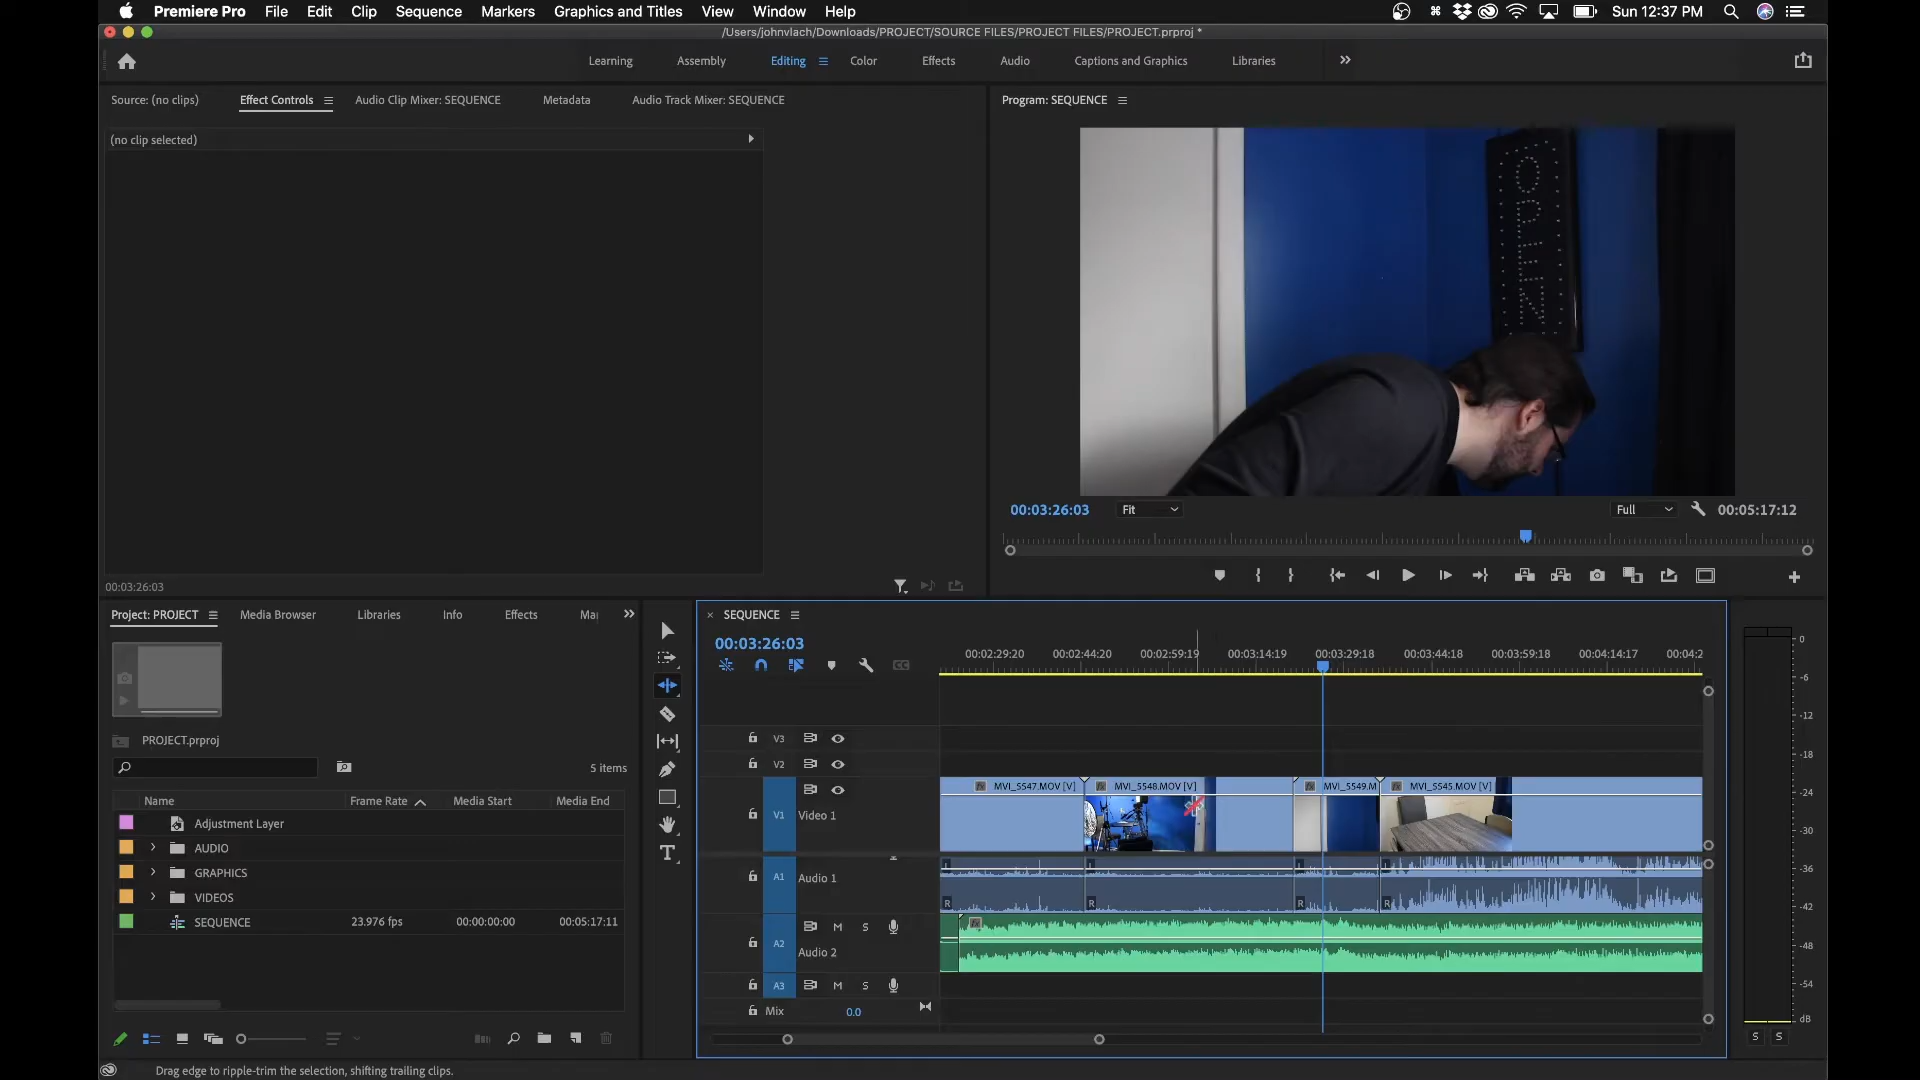 Premiere Pro File Edit Clip Sequence Markers Graphics and Titles View Window Help Sun 12:37 PM
/Users/johnvlach/Downloads/PROJECT/SOURCE FILES/PROJECT FILES/PROJECT.prproj *
Learning Assembly Editing Color Effects Audio Captions and Graphics Libraries
Source: (no clips) Effect Controls Audio Clip Mixer: SEQUENCE Metadata Audio Track Mixer: SEQUENCE
Program: SEQUENCE
(no clip selected)
OPEN
00:03:26:03 Fit Full 00:05:17:12
00:03:26:03
Project: PROJECT Media Browser Libraries Info Effects Ma
SEQUENCE
00:03:26:03
00:02:29:20 00:02:44:20 00:02:59:19 00:03:14:19 00:03:29:18 00:03:44:18 00:03:59:18 00:04:14:17 00:04:2
PROJECT.prproj
5 items
Name Frame Rate Media Start Media End
Adjustment Layer
AUDIO
GRAPHICS
VIDEOS
SEQUENCE 23.976 fps 00:00:00:00 00:05:17:11
V3
V2
MVI_5547.MOV [V] MVI_5548.MOV [V] MVI_5549.M MVI_5545.MOV [V]
V1 Video 1
A1 Audio 1
L L L L
R R R R
A2 M S
Audio 2
A3 M S
Mix 0.0
0
-6
-12
-18
-24
-30
-36
-42
-48
-54
dB
S S
Drag edge to ripple-trim the selection, shifting trailing clips.